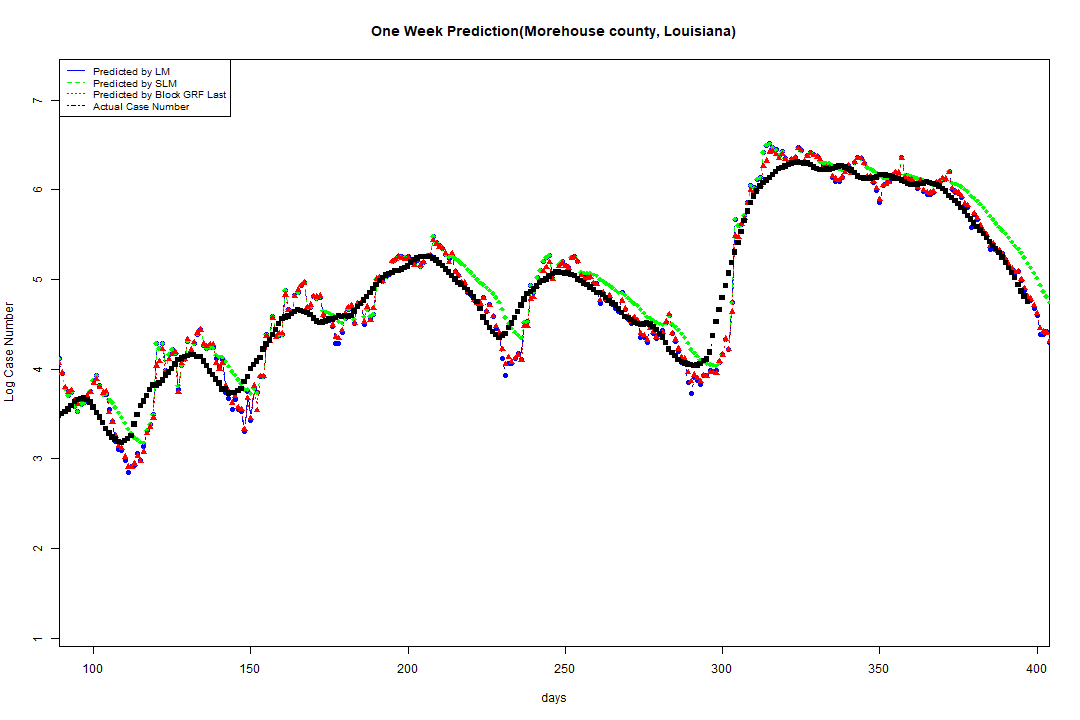 One Week Prediction(Morehouse county, Louisiana)
Predicted by LM
Predicted by SLM
Predicted by Block GRF Last
Actual Case Number
7
6
5
4
3
2
1
Log Case Number
100 150 200 250 300 350 400
days